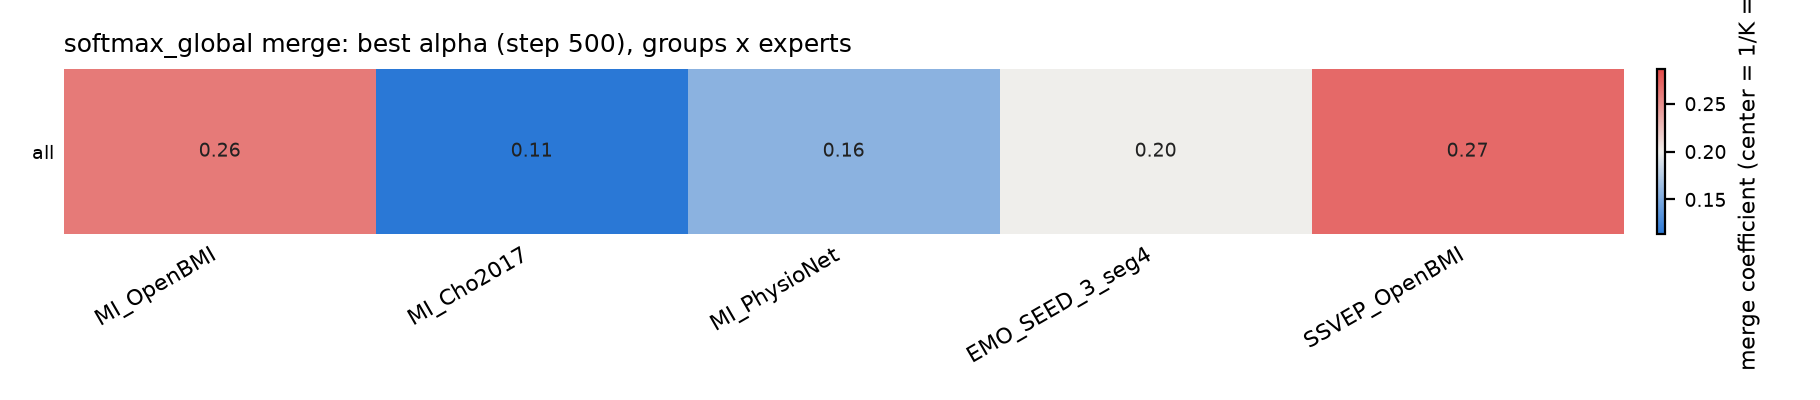 softmax_global merge: best alpha (step 500), groups x experts
all
0.26 0.11 0.16 0.20 0.27
MI_OpenBMI MI_Cho2017 MI_PhysioNet EMO_SEED_3_seg4 SSVEP_OpenBMI
0.25
0.20
0.15
merge coefficient (center = 1/K =